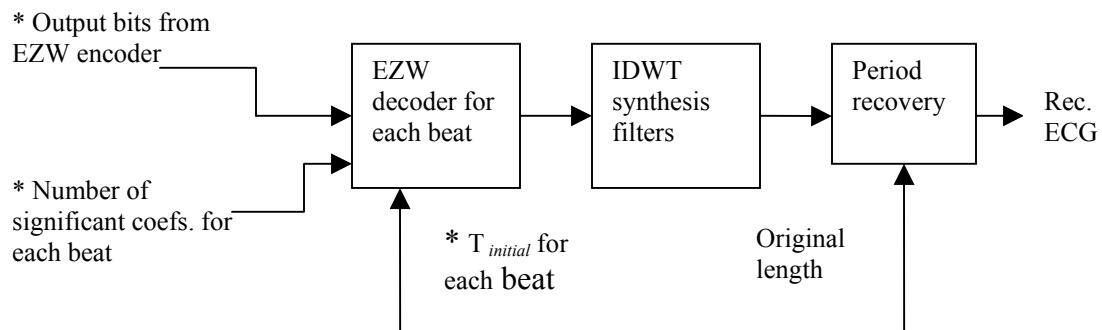 * Output bits from
EZW encoder
* Number of
significant coefs. for
each beat
EZW
decoder for
each beat
* T initial for
each beat
IDWT
synthesis
filters
Period
recovery
Original
length
Rec.
ECG